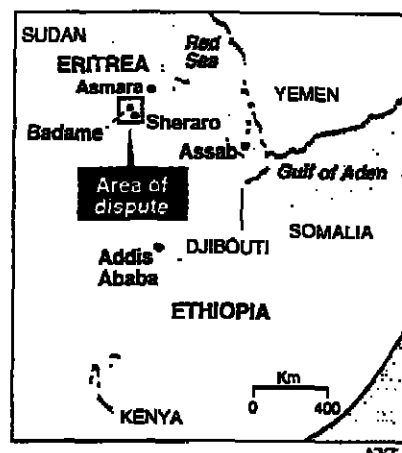 SUDAN
Red
Sea
ERITREA
Asmara
YEMEN
Badame
Sheraro
Assab
Gulf of Aden
Area of
dispute
SOMALIA
DJIBOUTI
Addis
Ababa
ETHIOPIA
Km
0 400
KENYA